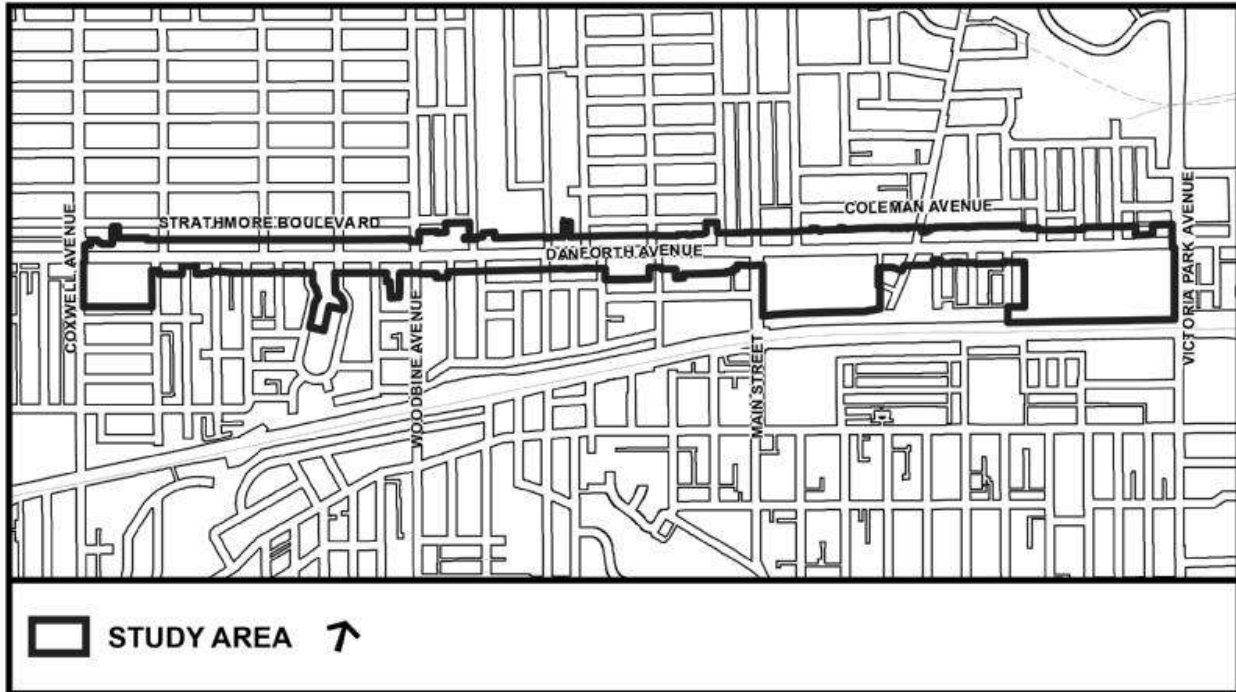 STRATHMORE BOULEVARD
COLEMAN AVENUE
DANFORTH AVENUE
COXWELL AVENUE
WOODBINE AVENUE
MAIN STREET
VICTORIA PARK AVENUE
STUDY AREA